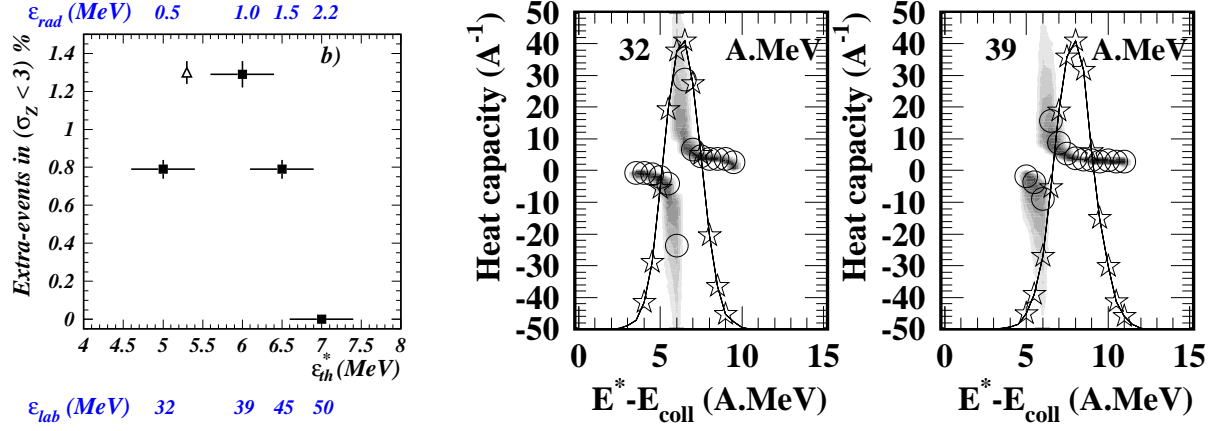 ε_rad (MeV) 0.5 1.0 1.5 2.2
b)
Extra-events in (σ_Z < 3) %
1.4
1.2
1
0.8
0.6
0.4
0.2
0
4 4.5 5 5.5 6 6.5 7 7.5 8
ε*_th (MeV)
ε_lab (MeV) 32 39 45 50
Heat capacity (A^-1)
50
40
30
20
10
0
-10
-20
-30
-40
-50
32 A.MeV
0 5 10 15
E*-E_coll (A.MeV)
Heat capacity (A^-1)
50
40
30
20
10
0
-10
-20
-30
-40
-50
39 A.MeV
0 5 10 15
E*-E_coll (A.MeV)